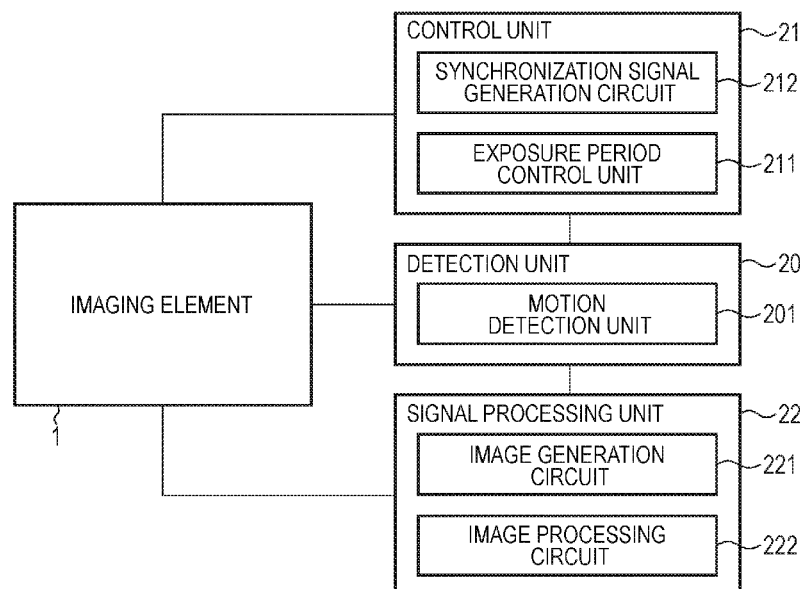 CONTROL UNIT
21
SYNCHRONIZATION SIGNAL
GENERATION CIRCUIT
212
EXPOSURE PERIOD
CONTROL UNIT
211
IMAGING ELEMENT
1
DETECTION UNIT
20
MOTION
DETECTION UNIT
201
SIGNAL PROCESSING UNIT
22
IMAGE GENERATION
CIRCUIT
221
IMAGE PROCESSING
CIRCUIT
222